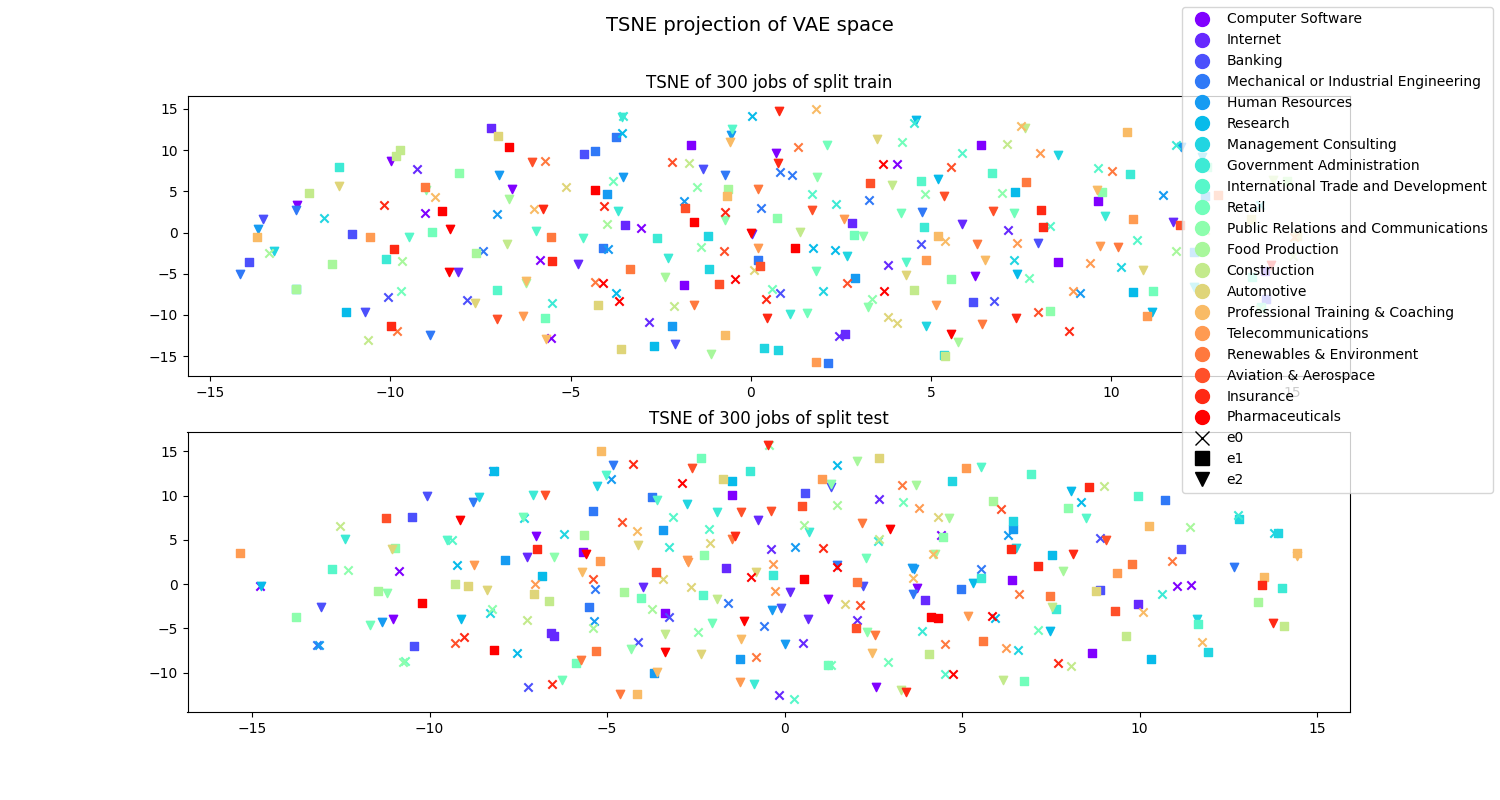 TSNE projection of VAE space
TSNE of 300 jobs of split train
15
10
5
0
−5
−10
−15
−15
−10
−5
0
5
10
15
TSNE of 300 jobs of split test
15
10
5
0
−5
−10
−15
−10
−5
0
5
10
15
Computer Software
Internet
Banking
Mechanical or Industrial Engineering
Human Resources
Research
Management Consulting
Government Administration
International Trade and Development
Retail
Public Relations and Communications
Food Production
Construction
Automotive
Professional Training & Coaching
Telecommunications
Renewables & Environment
Aviation & Aerospace
Insurance
Pharmaceuticals
e0
e1
e2